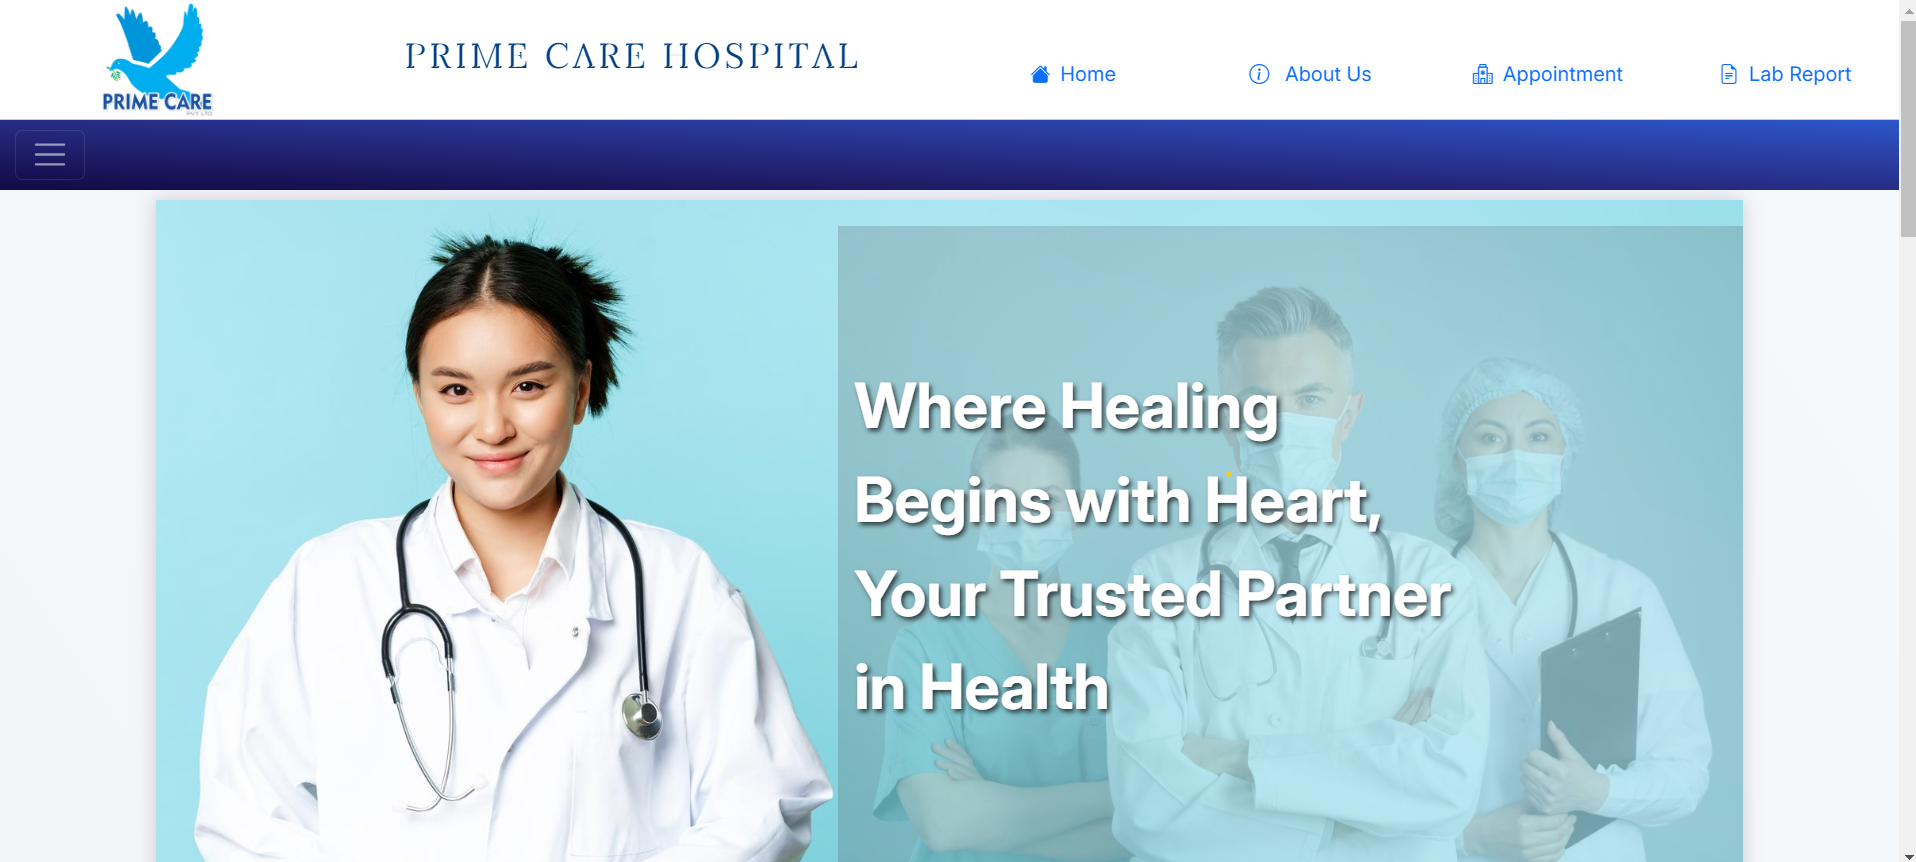 PRIME CARE
PVT LTD
PRIME CARE HOSPITAL
Home
About Us
Appointment
Lab Report
Where Healing
Begins with Heart,
Your Trusted Partner
in Health